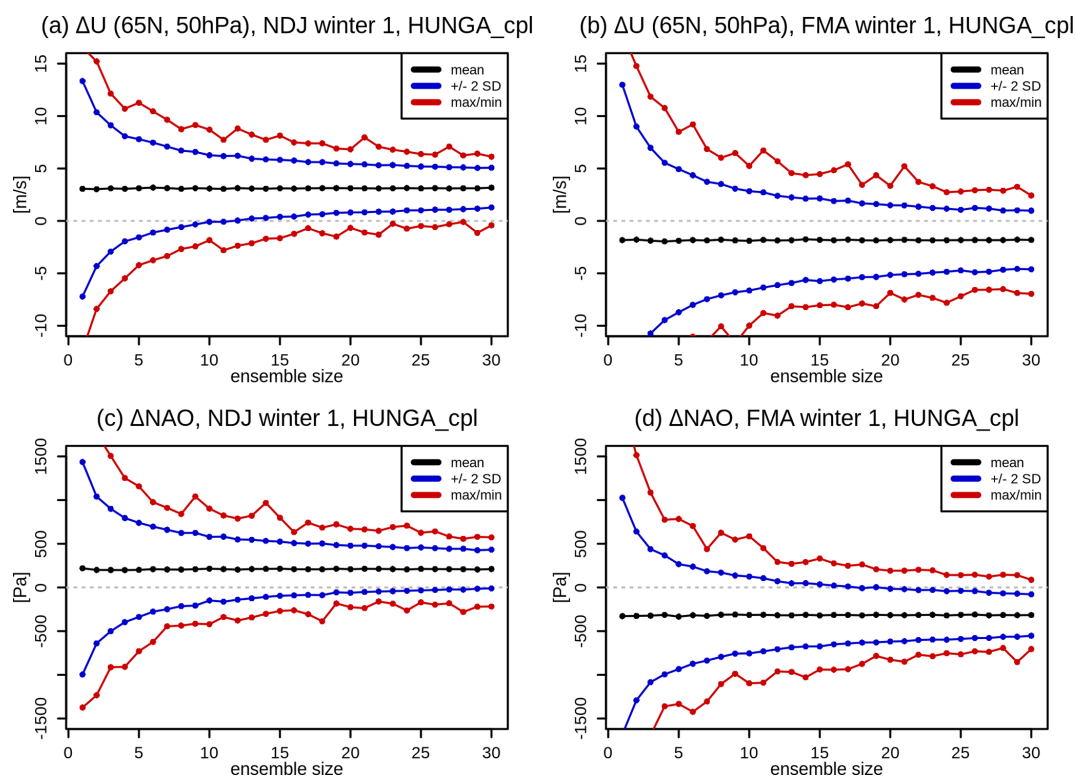 (a) ΔU (65N, 50hPa), NDJ winter 1, HUNGA_cpl
15
10
5
0
-5
-10
[m/s]
mean
+/- 2 SD
max/min
0 5 10 15 20 25 30
ensemble size
(b) ΔU (65N, 50hPa), FMA winter 1, HUNGA_cpl
15
10
5
0
-5
-10
[m/s]
mean
+/- 2 SD
max/min
0 5 10 15 20 25 30
ensemble size
(c) ΔNAO, NDJ winter 1, HUNGA_cpl
1500
500
0
-500
-1500
[Pa]
mean
+/- 2 SD
max/min
0 5 10 15 20 25 30
ensemble size
(d) ΔNAO, FMA winter 1, HUNGA_cpl
1500
500
0
-500
-1500
[Pa]
mean
+/- 2 SD
max/min
0 5 10 15 20 25 30
ensemble size